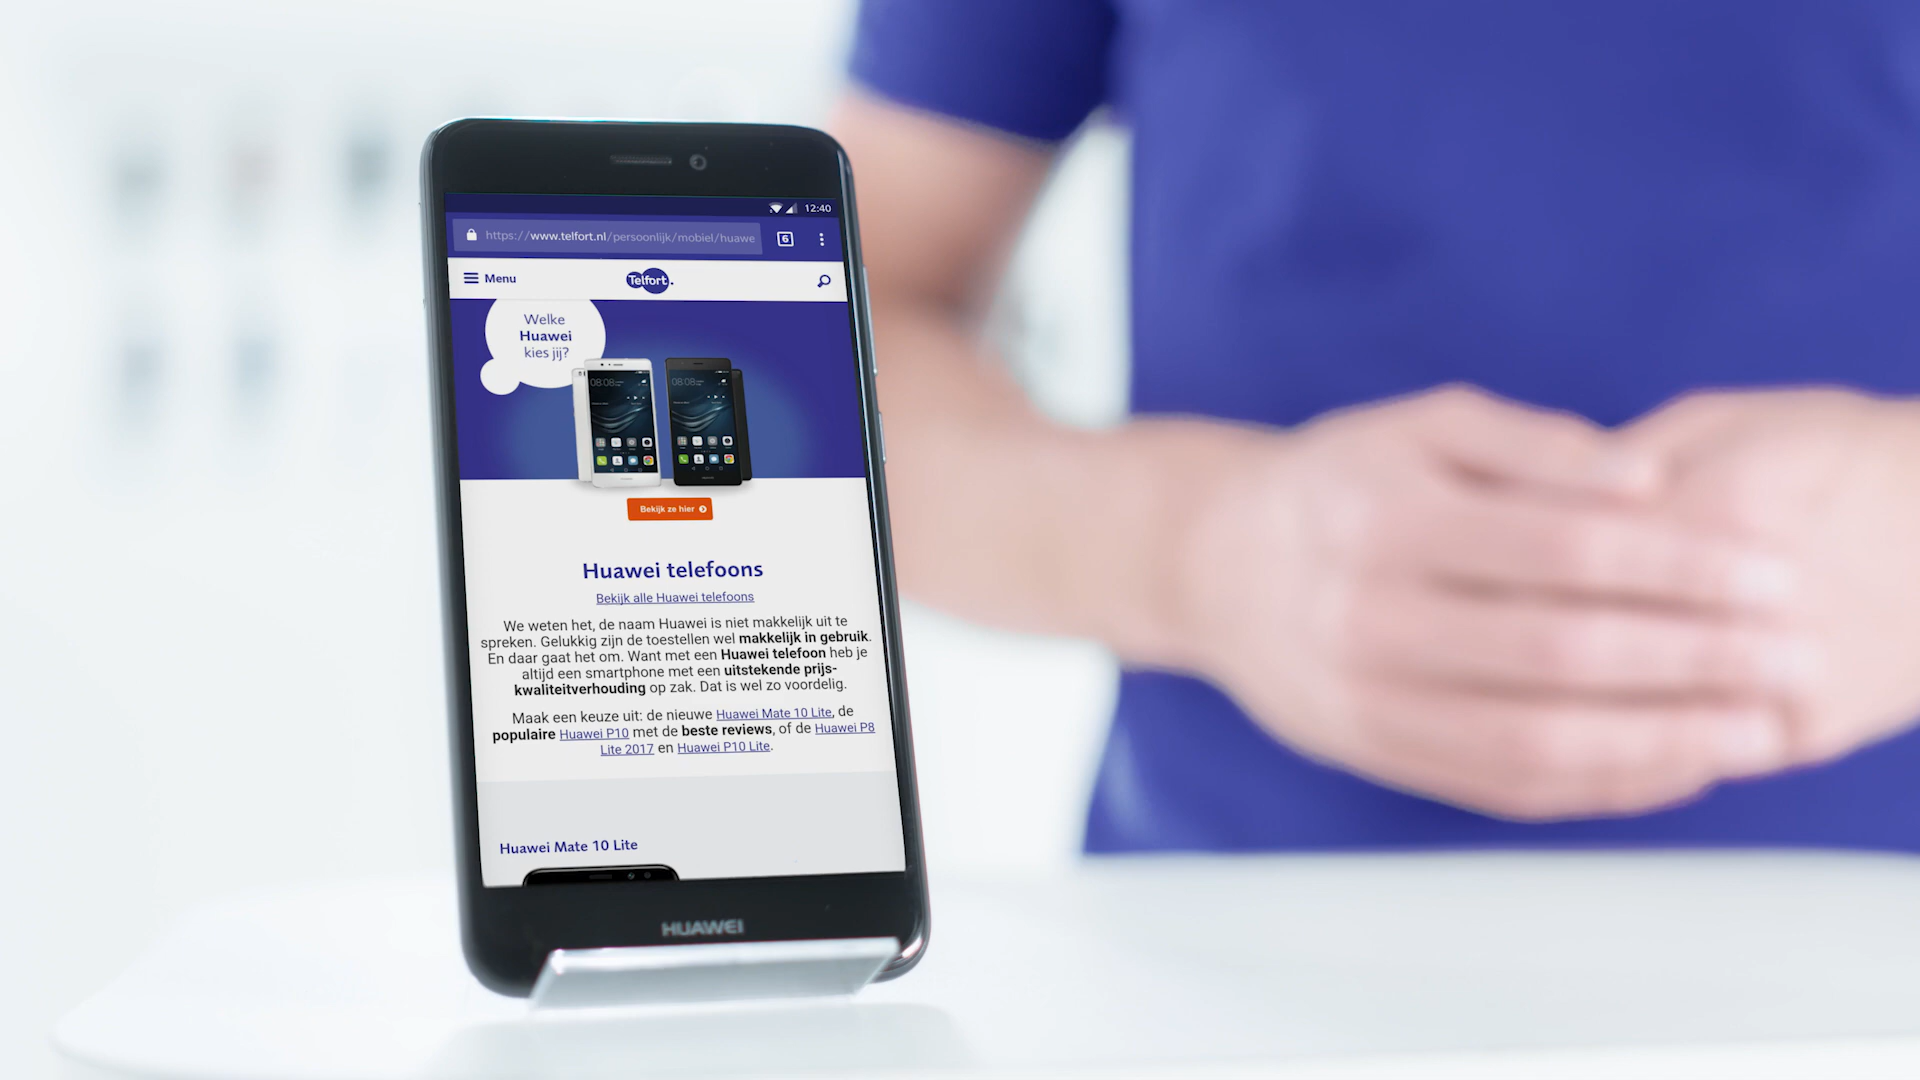 12:40
https://www.telfort.nl/persoonlijk/mobiel/huawe
6
Menu
Telfort.
Welke
Huawei
kies jij?
08:08
08:08
Bekijk ze hier
Huawei telefoons
Bekijk alle Huawei telefoons
We weten het, de naam Huawei is niet makkelijk uit te
spreken. Gelukkig zijn de toestellen wel makkelijk in gebruik.
En daar gaat het om. Want met een Huawei telefoon heb je
altijd een smartphone met een uitstekende prijs-
kwaliteitverhouding op zak. Dat is wel zo voordelig.
Maak een keuze uit: de nieuwe Huawei Mate 10 Lite, de
populaire Huawei P10 met de beste reviews, of de Huawei P8
Lite 2017 en Huawei P10 Lite.
Huawei Mate 10 Lite
HUAWEI